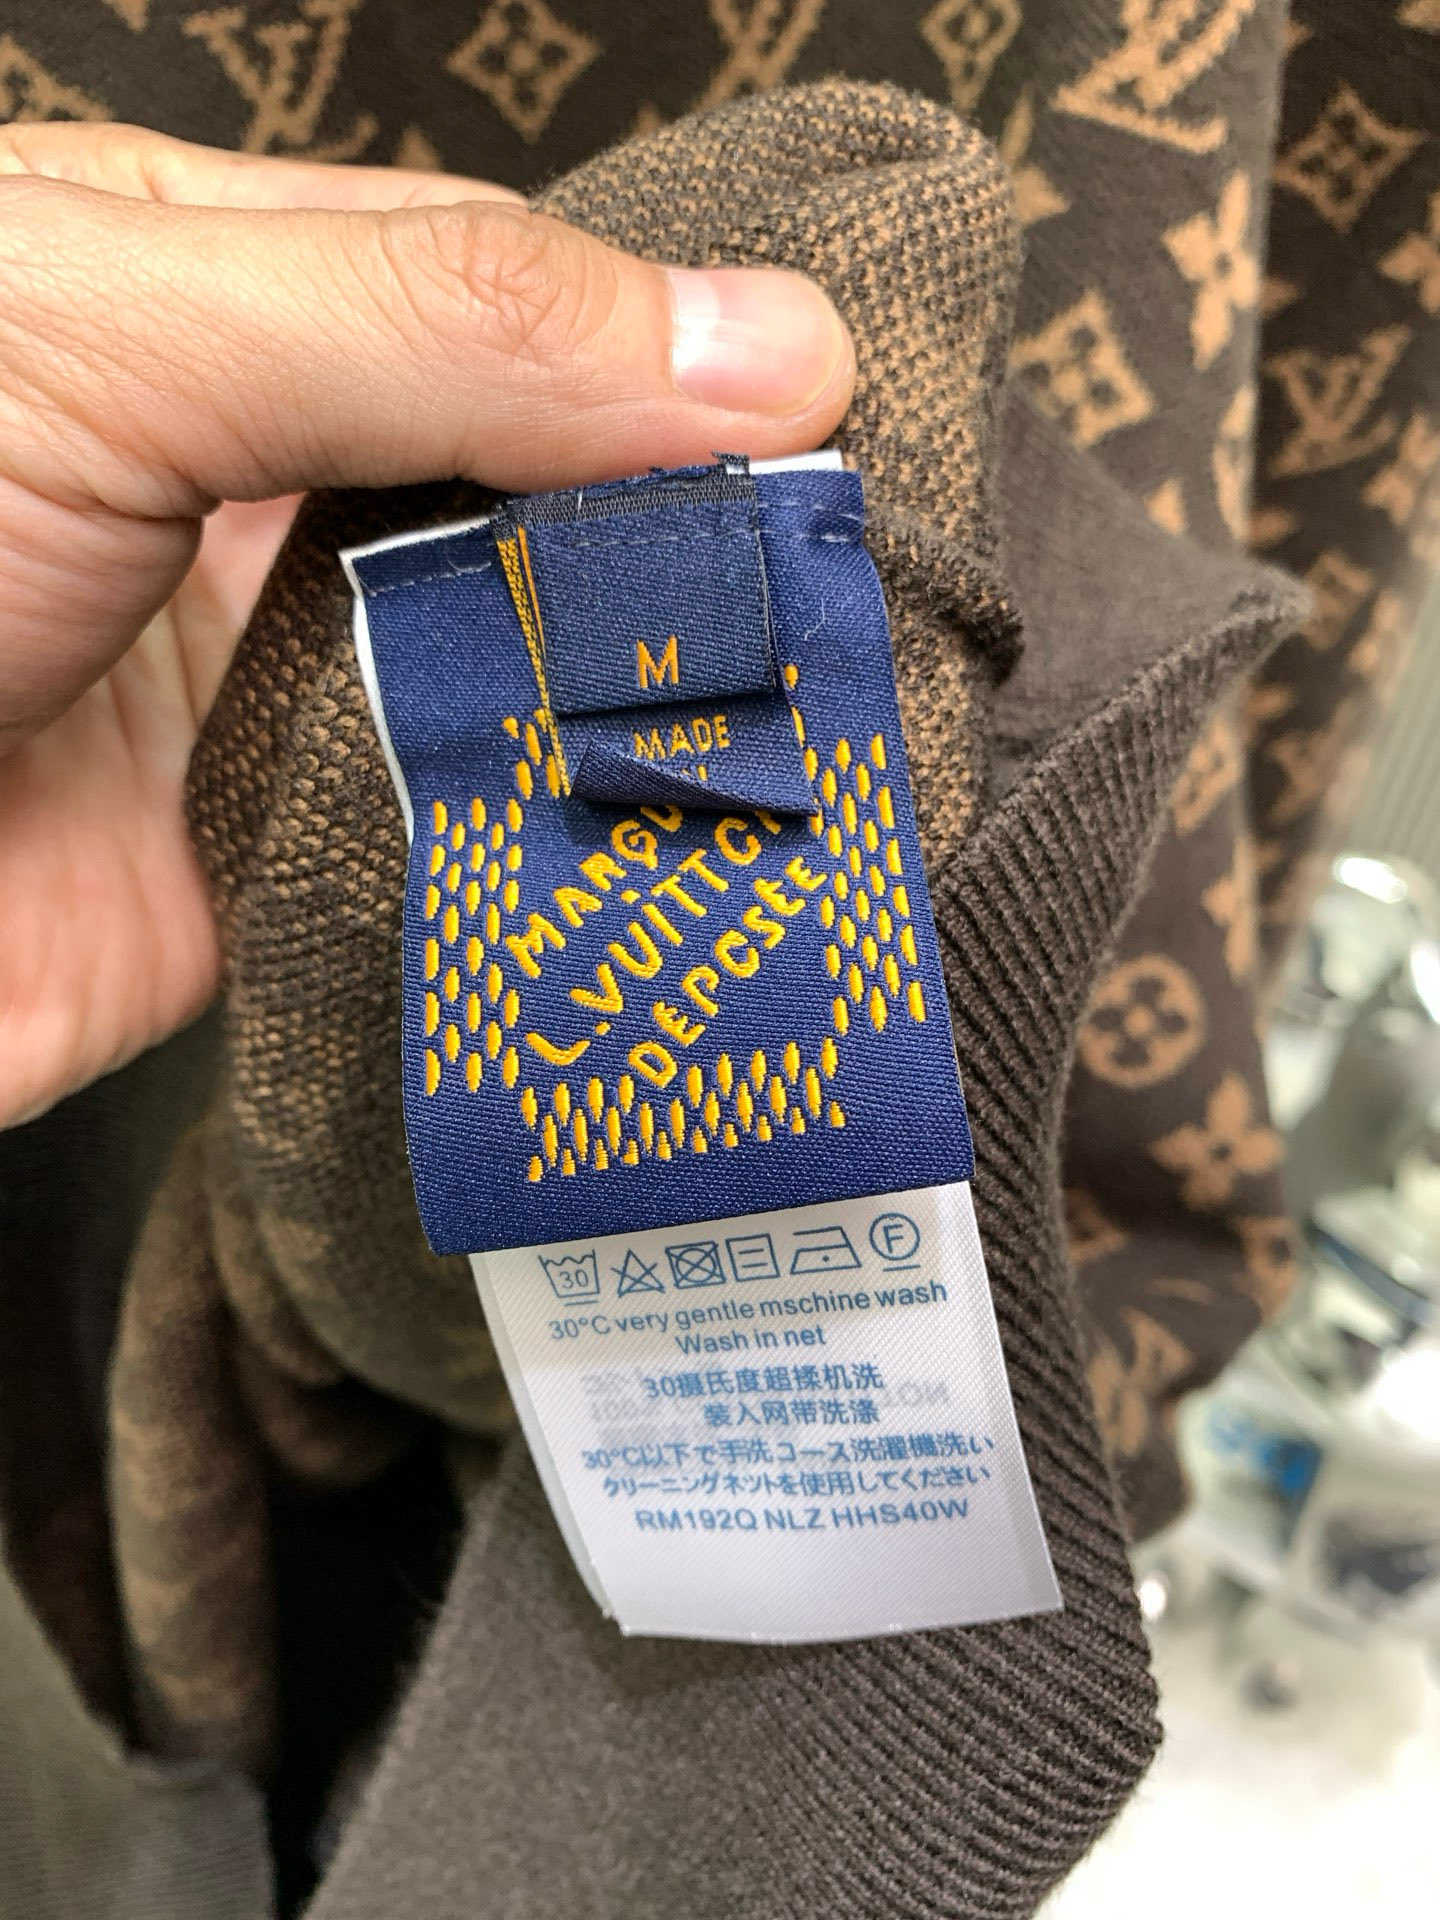 M
MADE
L.VUITTON
DÉPOSÉE
30
F
30°C very gentle mschine wash
Wash in net
30摄氏度超揉机洗
装入网带洗涤
30°C以下で手洗コース洗濯機洗い
クリーニングネットを使用してください
RM192Q NLZ HHS40W